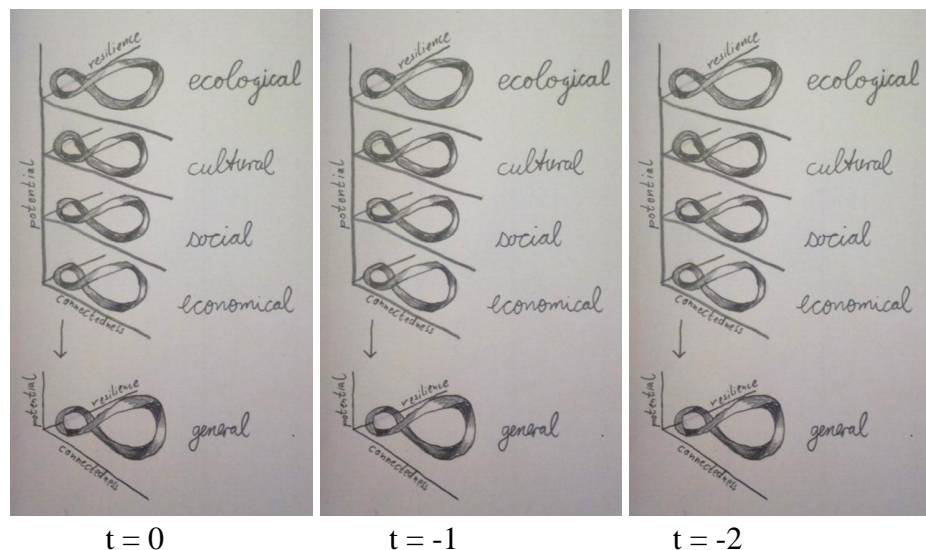 resilience
ecological
cultural
potential
social
economical
connectedness
potential
resilience
general
connectedness
resilience
ecological
cultural
potential
social
economical
connectedness
potential
resilience
general
connectedness
resilience
ecological
cultural
potential
social
economical
connectedness
potential
resilience
general
connectedness
t = 0
t = -1
t = -2